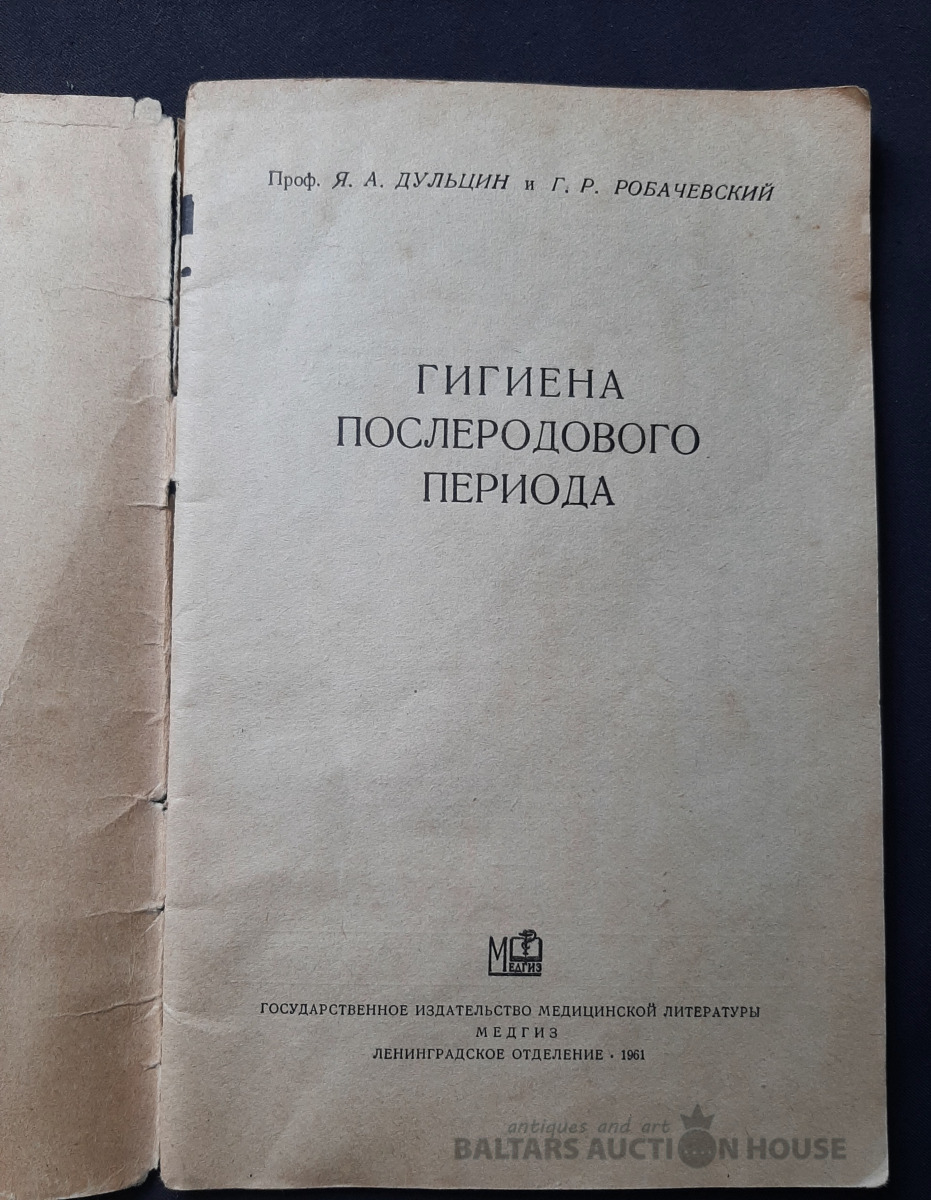 Проф. Я. А. ДУЛЬЦИН и Г. Р. РОБАЧЕВСКИЙ
ГИГИЕНА
ПОСЛЕРОДОВОГО
ПЕРИОДА
МЕДГИЗ
ГОСУДАРСТВЕННОЕ ИЗДАТЕЛЬСТВО МЕДИЦИНСКОЙ ЛИТЕРАТУРЫ
МЕДГИЗ
ЛЕНИНГРАДСКОЕ ОТДЕЛЕНИЕ • 1961
antiques and art
BALTARS AUCTION HOUSE